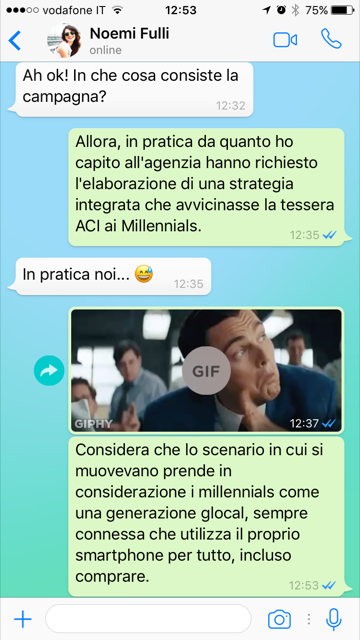 vodafone IT 12:53 75%
Noemi Fulli
online
Ah ok! In che cosa consiste la
campagna?
12:32
Allora, in pratica da quanto ho
capito all'agenzia hanno richiesto
l'elaborazione di una strategia
integrata che avvicinasse la tessera
ACI ai Millennials.
12:35
In pratica noi... 😅
12:35
GIF
GIPHY
12:37
Considera che lo scenario in cui si
muovevano prende in
considerazione i millennials come
una generazione glocal, sempre
connessa che utilizza il proprio
smartphone per tutto, incluso
comprare.
12:53